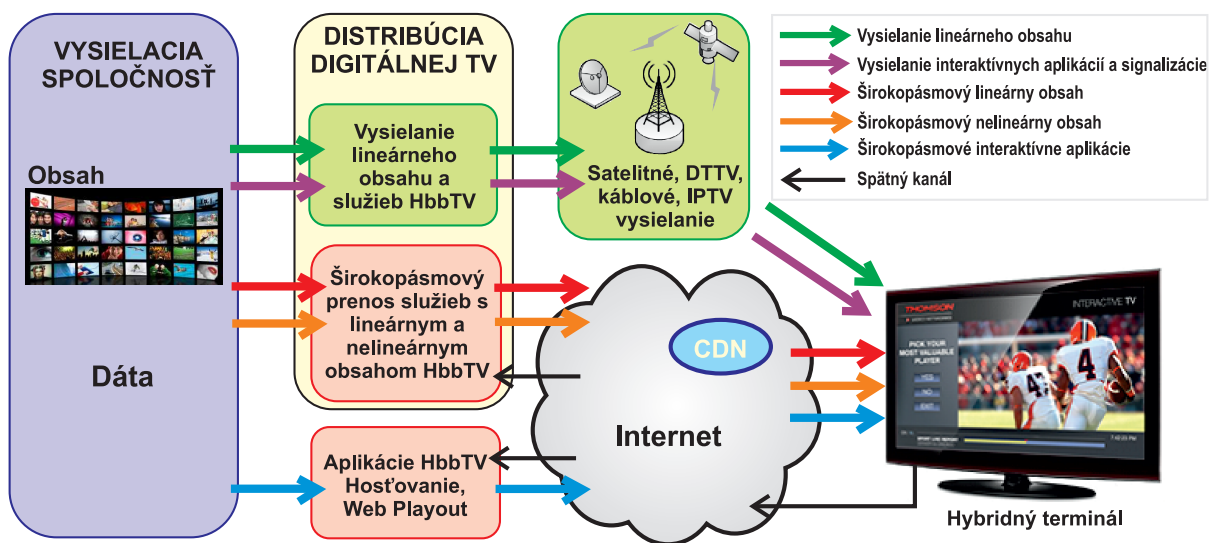 VYSIELACIA
SPOLOČNOSŤ
Obsah
Dáta
DISTRIBÚCIA
DIGITÁLNEJ TV
Vysielanie
lineárneho
obsahu a
služieb HbbTV
Širokopásmový
prenos služieb s
lineárnym a
nelineárnym
obsahom HbbTV
Aplikácie HbbTV
Hosťovanie,
Web Playout
Satelitné, DTTV,
káblové, IPTV
vysielanie
CDN
Internet
Vysielanie lineárneho obsahu
Vysielanie interaktívnych aplikácií a signalizácie
Širokopásmový lineárny obsah
Širokopásmový nelineárny obsah
Širokopásmové interaktívne aplikácie
Spätný kanál
THOMSON
INTERACTIVE TV
PICK YOUR
MOST VALUABLE
PLAYER
YES
NO
EXIT
Hybridný terminál